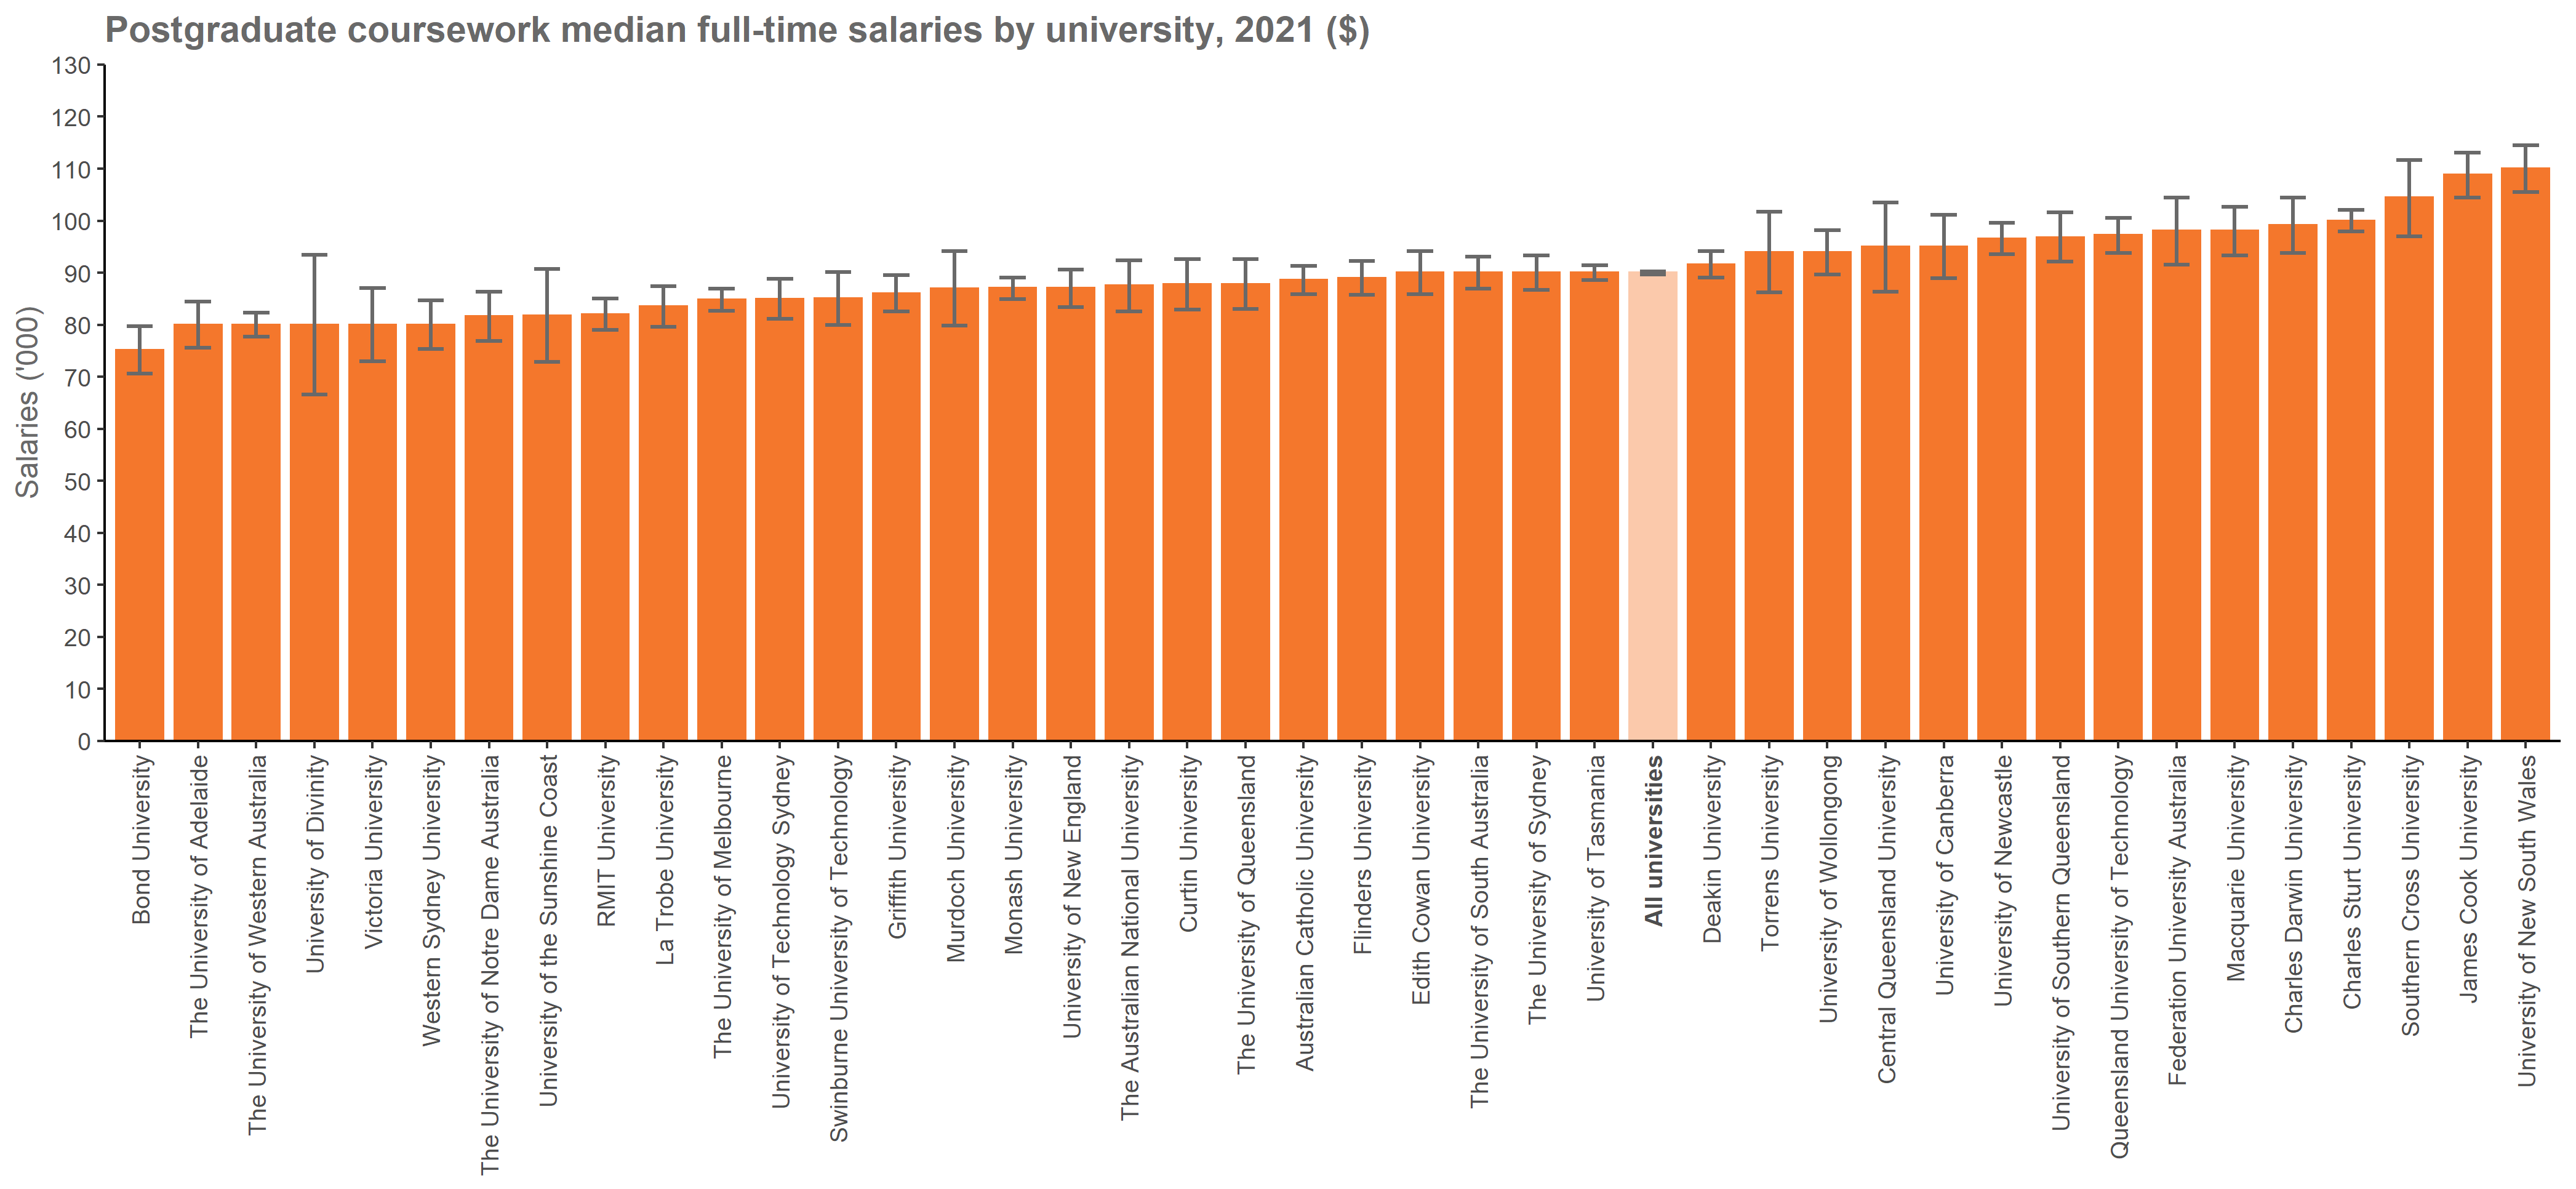 Postgraduate coursework median full-time salaries by university, 2021 ($)
Salaries ('000)
130
120
110
100
90
80
70
60
50
40
30
20
10
0
Bond University
The University of Adelaide
The University of Western Australia
University of Divinity
Victoria University
Western Sydney University
The University of Notre Dame Australia
University of the Sunshine Coast
RMIT University
La Trobe University
The University of Melbourne
University of Technology Sydney
Swinburne University of Technology
Griffith University
Murdoch University
Monash University
University of New England
The Australian National University
Curtin University
The University of Queensland
Australian Catholic University
Flinders University
Edith Cowan University
The University of South Australia
The University of Sydney
University of Tasmania
All universities
Deakin University
Torrens University
University of Wollongong
Central Queensland University
University of Canberra
University of Newcastle
University of Southern Queensland
Queensland University of Technology
Federation University Australia
Macquarie University
Charles Darwin University
Charles Sturt University
Southern Cross University
James Cook University
University of New South Wales